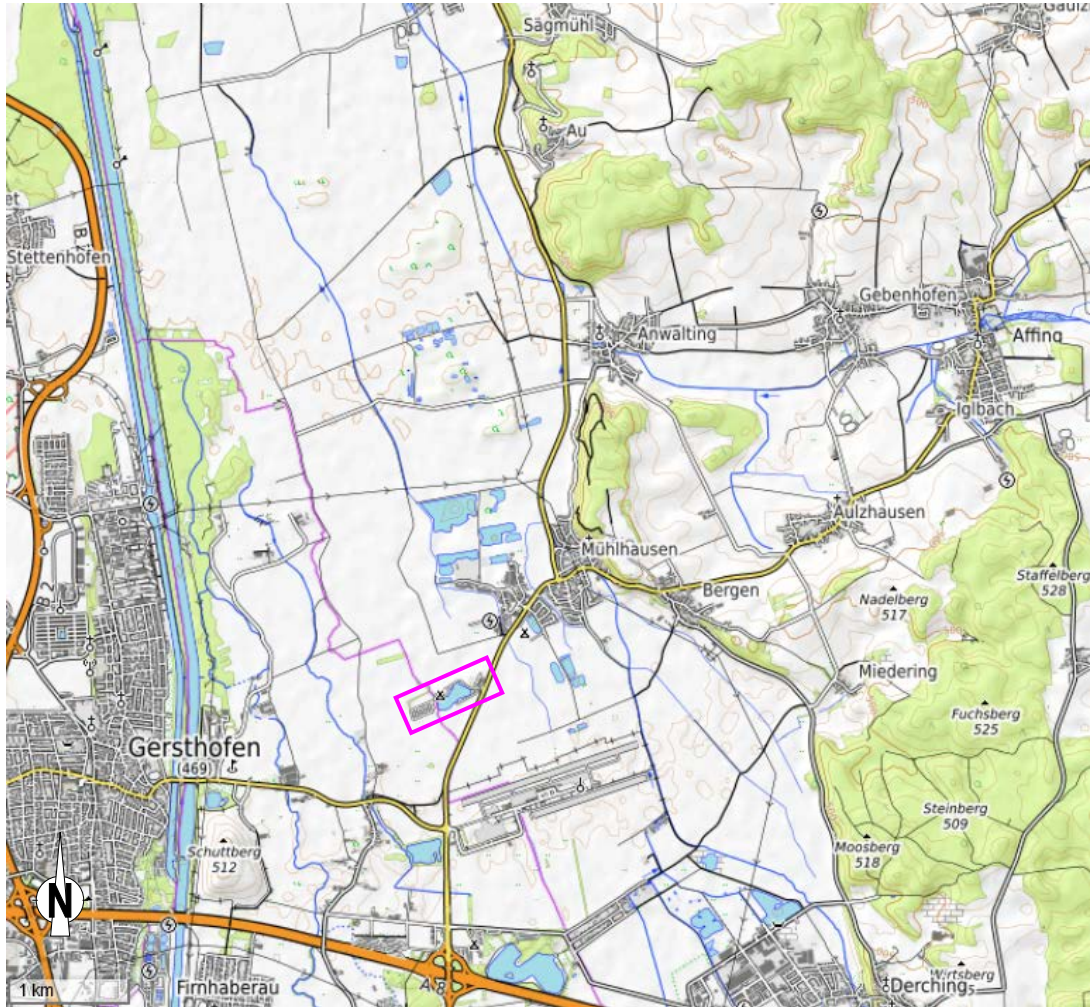 Sägmühl
Au
Stettenhofen
Gebenhofen
Anwalting
Affing
Iglbach
Aulzhausen
Mühlhausen
Staffelberg
528
Bergen
Nadelberg
517
Miedering
Fuchsberg
525
Gersthofen
(469)
Steinberg
509
Schuttberg
512
Moosberg
518
N
B 2
A 8
1 km
Firnhaberau
Derching
Wirtsberg